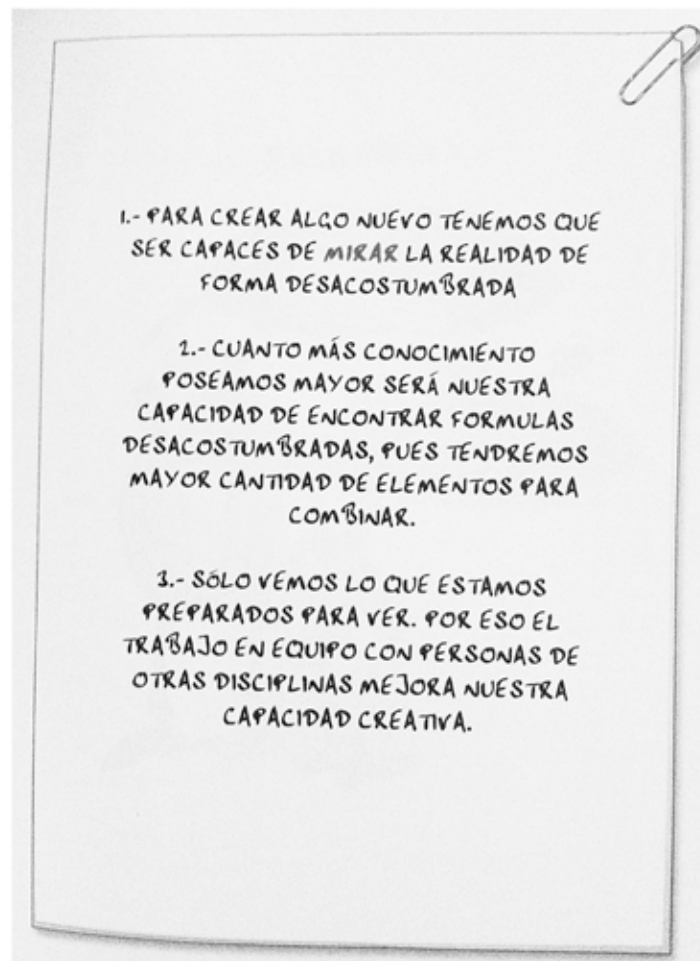 1.- PARA CREAR ALGO NUEVO TENEMOS QUE
SER CAPACES DE MIRAR LA REALIDAD DE
FORMA DESACOSTUMBRADA
2.- CUANTO MÁS CONOCIMIENTO
POSEAMOS MAYOR SERÁ NUESTRA
CAPACIDAD DE ENCONTRAR FORMULAS
DESACOSTUMBRADAS, PUES TENDREMOS
MAYOR CANTIDAD DE ELEMENTOS PARA
COMBINAR.
3.- SÓLO VEMOS LO QUE ESTAMOS
PREPARADOS PARA VER. POR ESO EL
TRABAJO EN EQUIPO CON PERSONAS DE
OTRAS DISCIPLINAS MEJORA NUESTRA
CAPACIDAD CREATIVA.